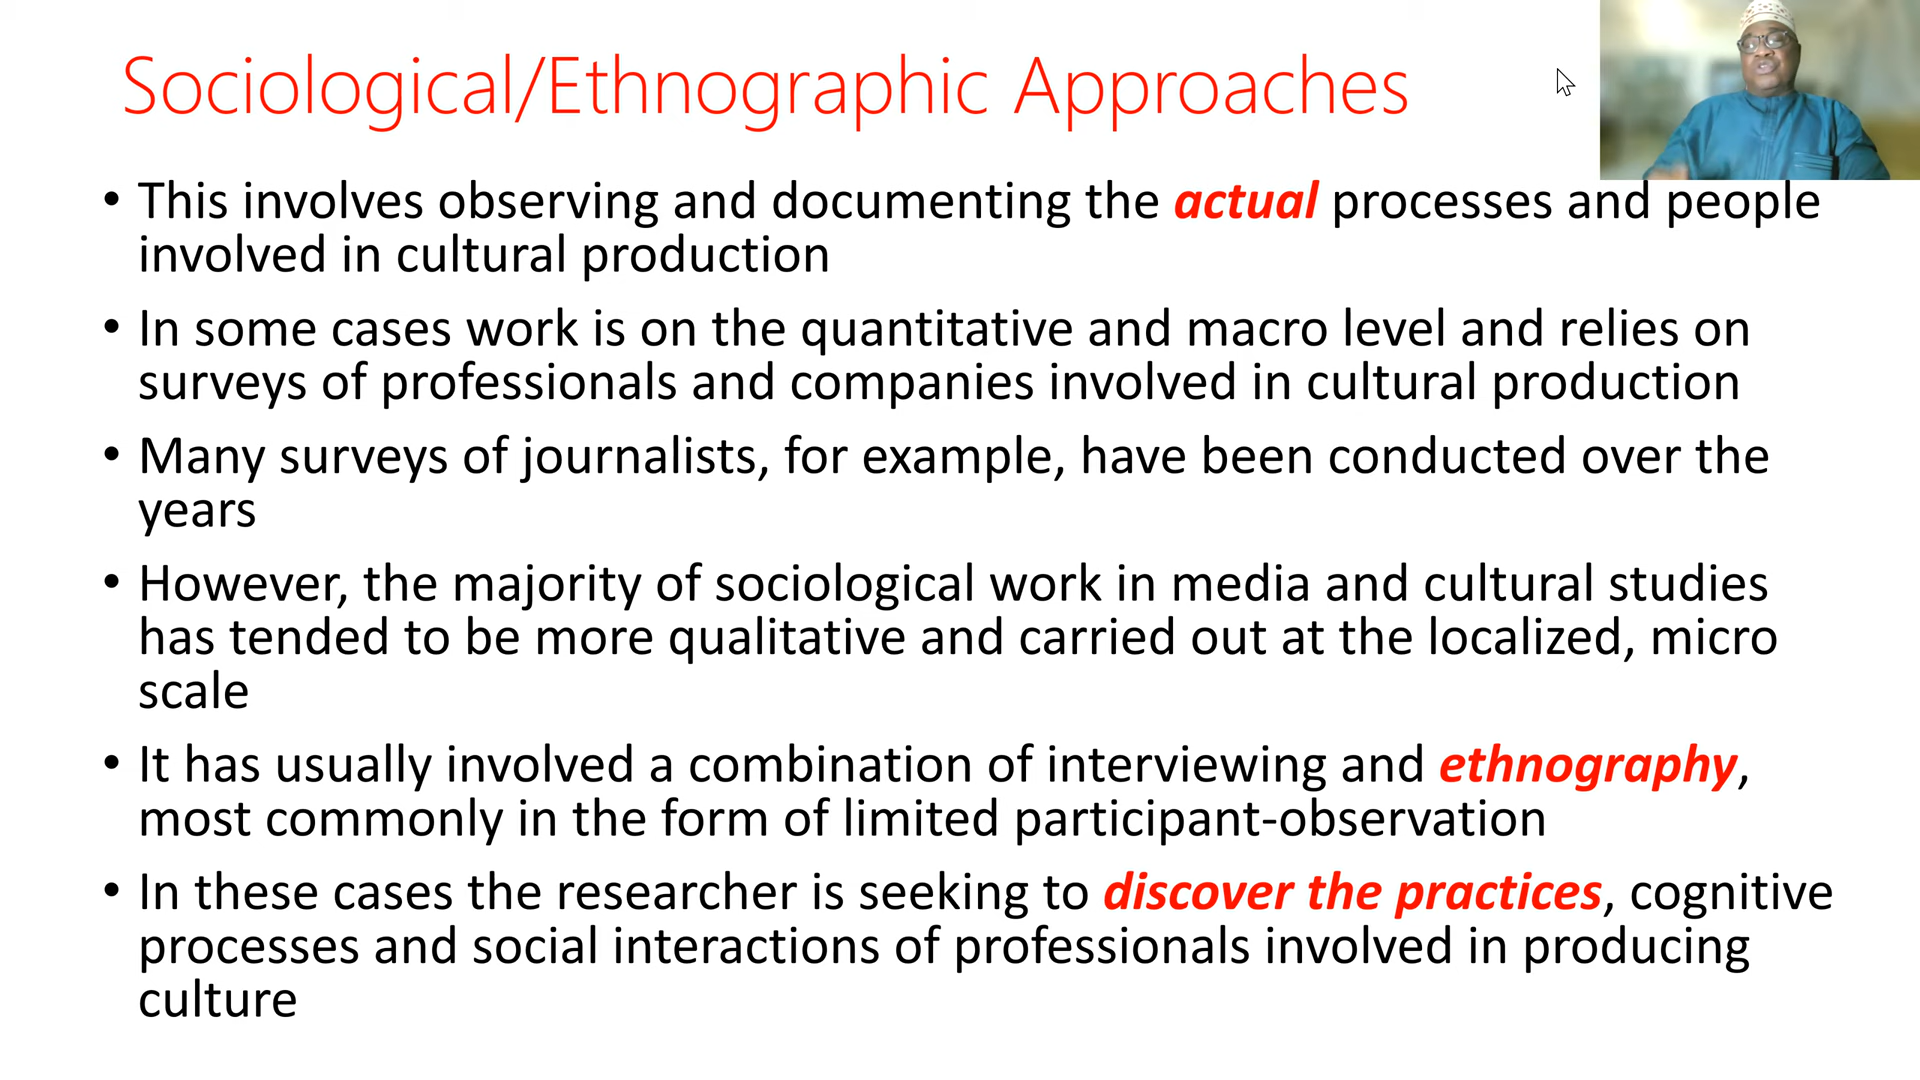 Sociological/Ethnographic Approaches
• This involves observing and documenting the actual processes and people
involved in cultural production
• In some cases work is on the quantitative and macro level and relies on
surveys of professionals and companies involved in cultural production
• Many surveys of journalists, for example, have been conducted over the
years
• However, the majority of sociological work in media and cultural studies
has tended to be more qualitative and carried out at the localized, micro
scale
• It has usually involved a combination of interviewing and ethnography,
most commonly in the form of limited participant-observation
• In these cases the researcher is seeking to discover the practices, cognitive
processes and social interactions of professionals involved in producing
culture